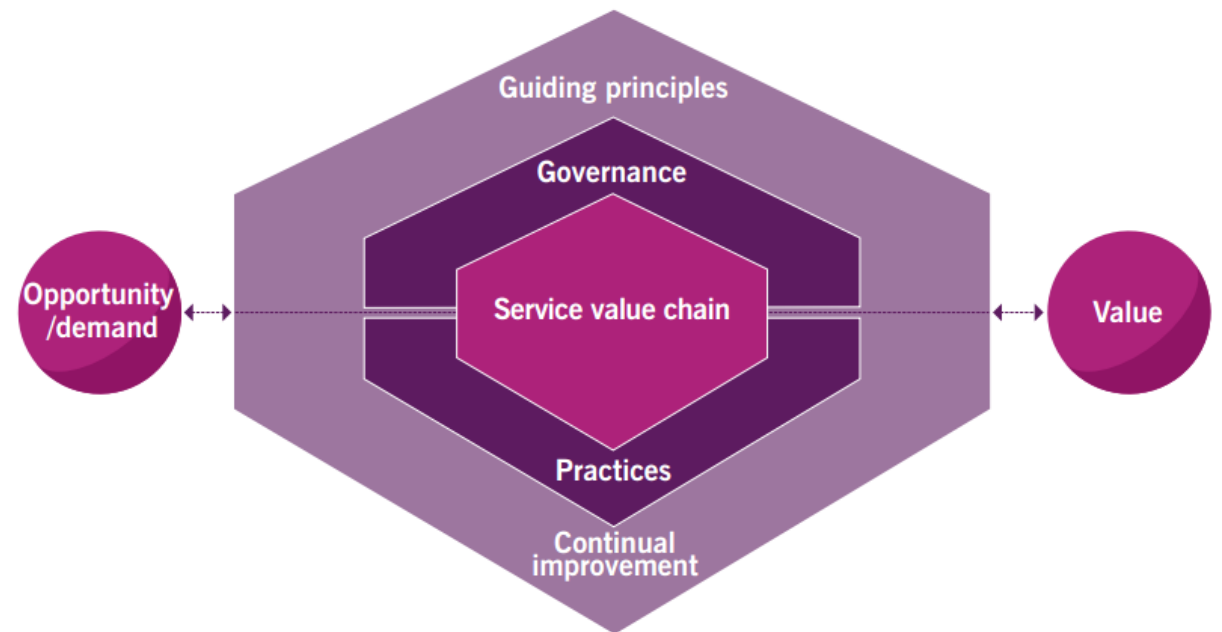 Guiding principles
Governance
Opportunity
/demand
Service value chain
Value
Practices
Continual
improvement